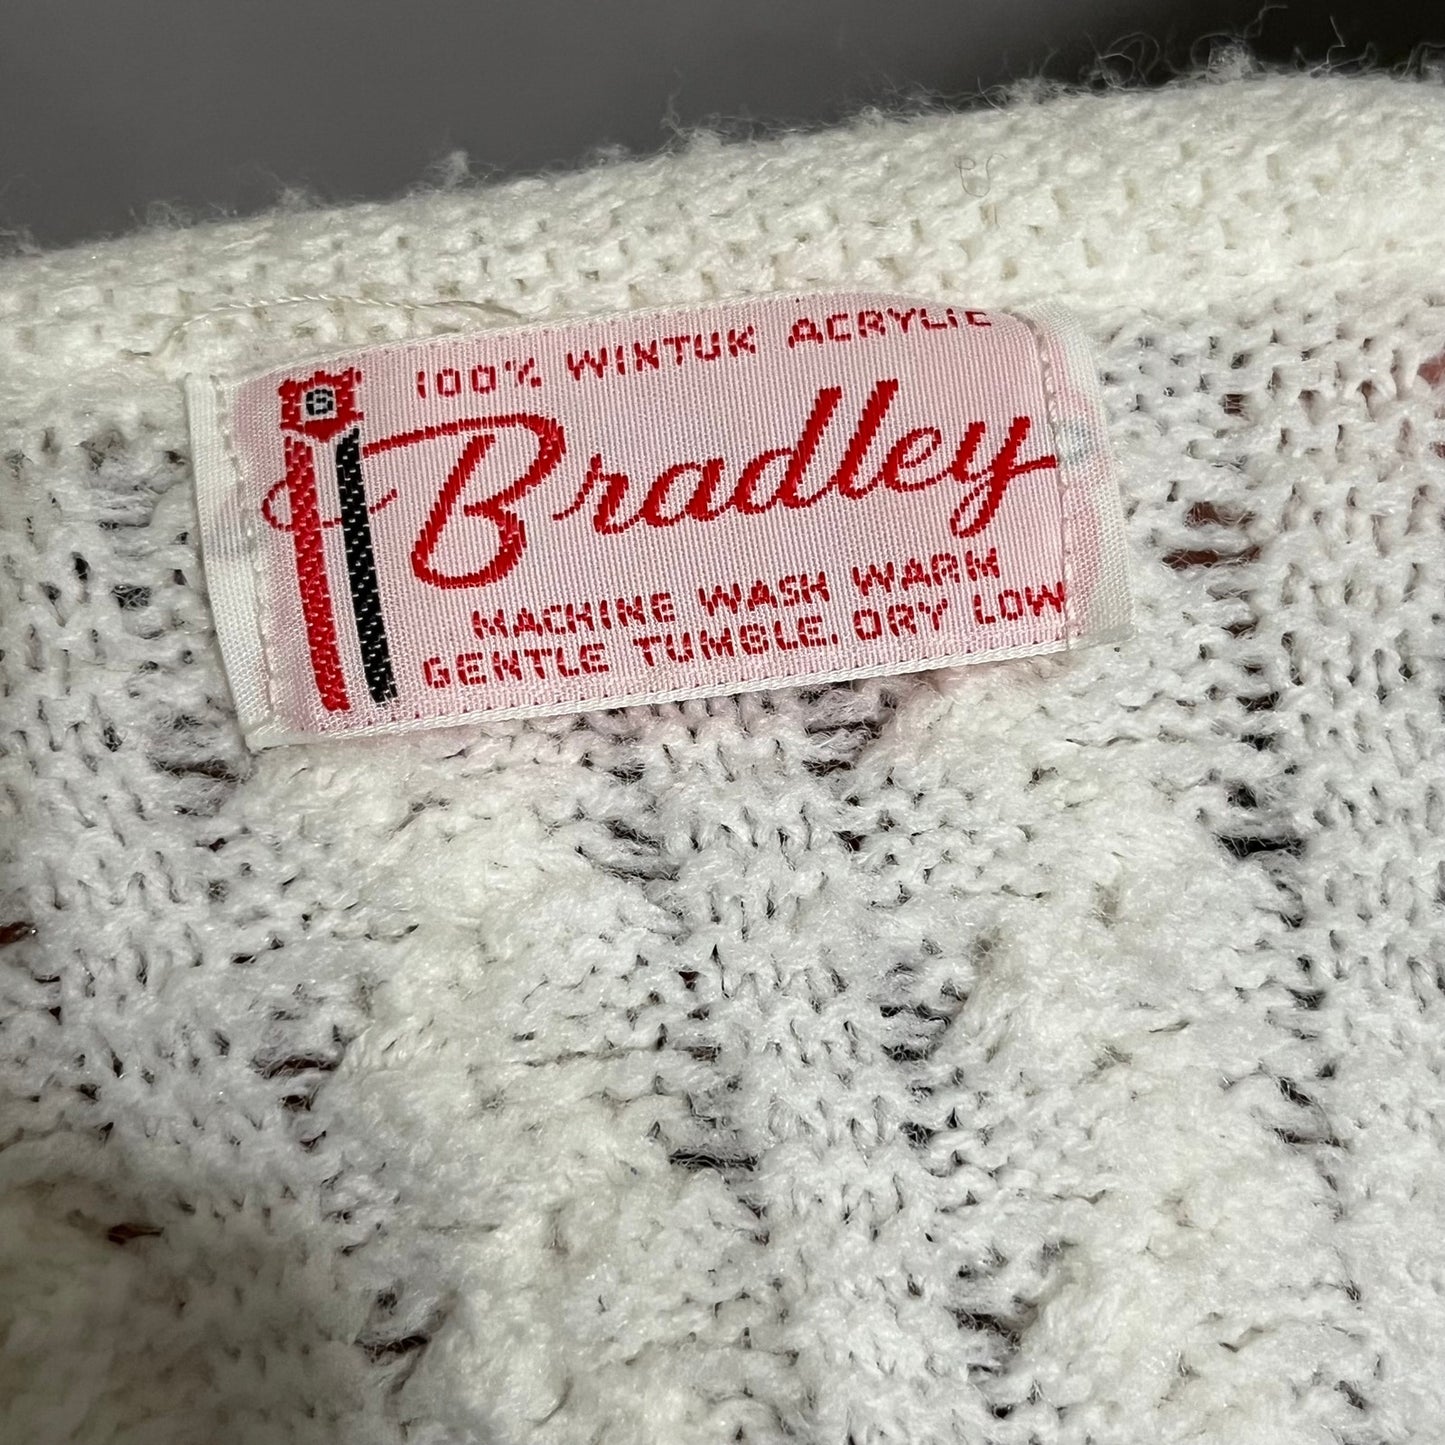 100% WINTUK ACRYLIC
B
Bradley
MACHINE WASH WARM
GENTLE TUMBLE. DRY LOW